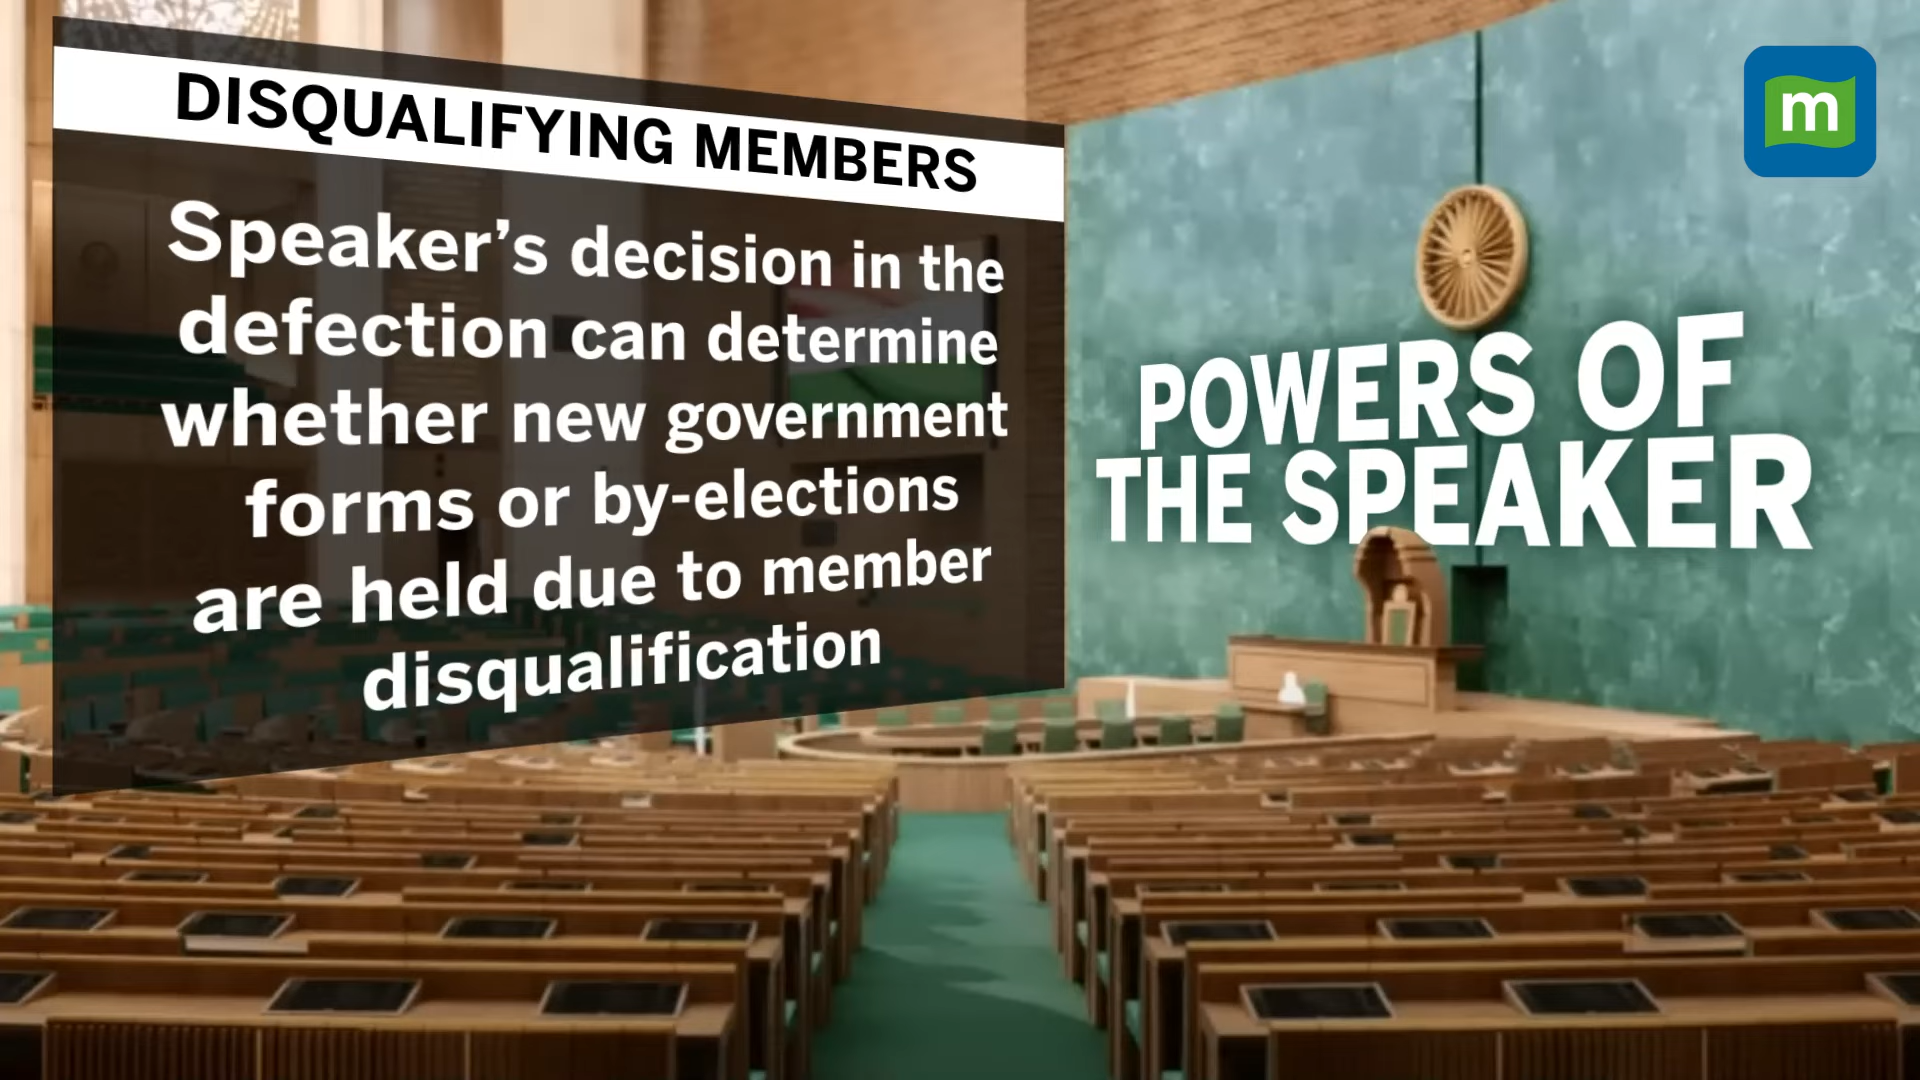 DISQUALIFYING MEMBERS
Speaker's decision in the
defection can determine
whether new government
forms or by-elections
are held due to member
disqualification
m
POWERS OF
THE SPEAKER